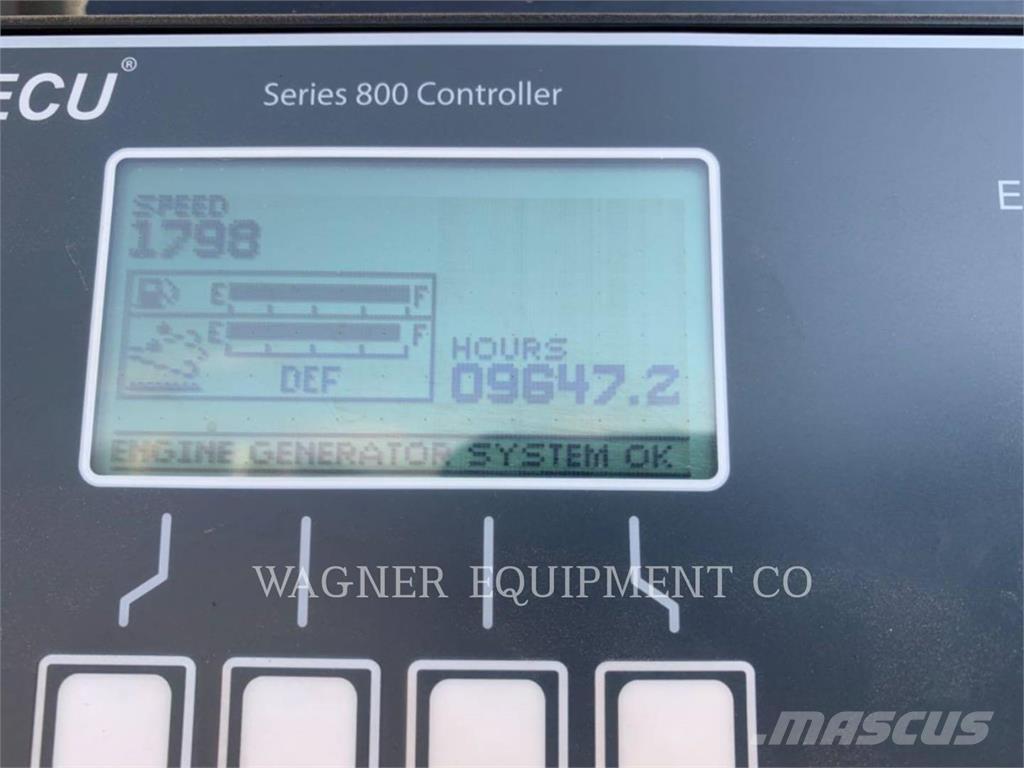 ECU®
Series 800 Controller
E
SPEED
1798
E F
E F
DEF
HOURS
09647.2
ENGINE GENERATOR SYSTEM OK
WAGNER EQUIPMENT CO
MASCUS